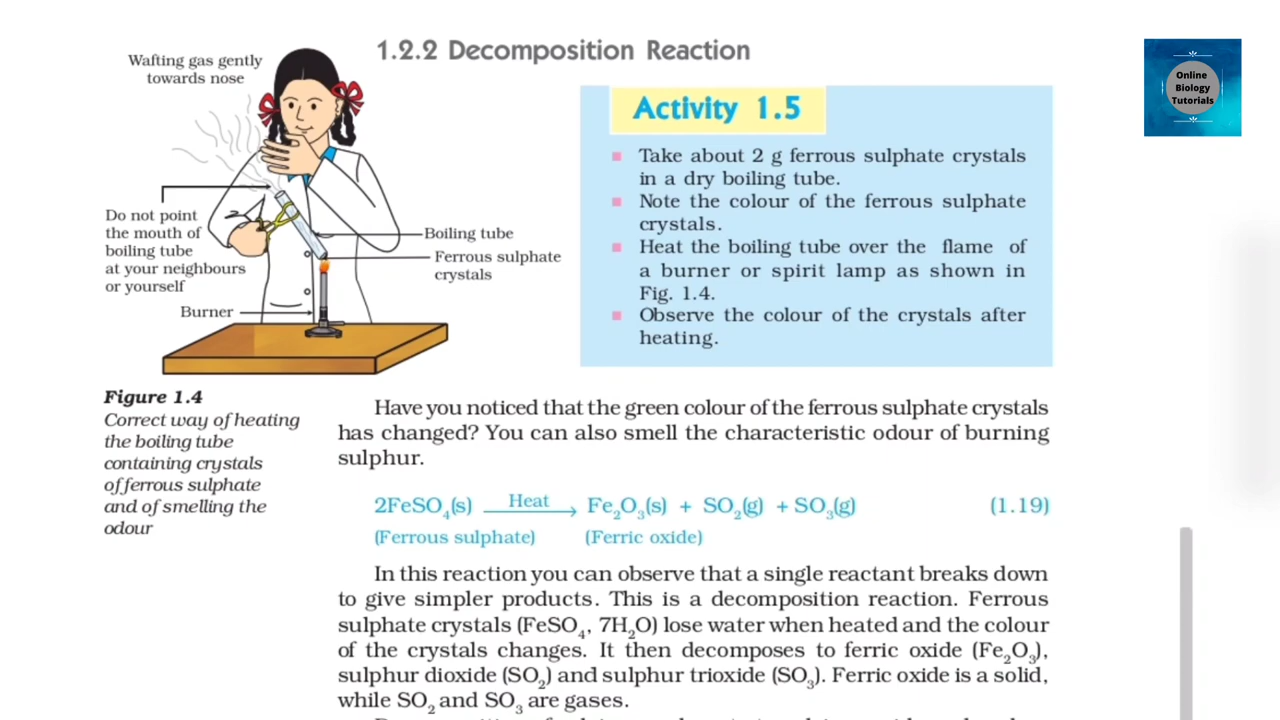 1.2.2 Decomposition Reaction
Online
Biology
Tutorials
Wafting gas gently
towards nose
Do not point
the mouth of
boiling tube
at your neighbours
or yourself
Boiling tube
Ferrous sulphate
crystals
Burner
Activity 1.5
■ Take about 2 g ferrous sulphate crystals
in a dry boiling tube.
■ Note the colour of the ferrous sulphate
crystals.
■ Heat the boiling tube over the flame of
a burner or spirit lamp as shown in
Fig. 1.4.
■ Observe the colour of the crystals after
heating.
Figure 1.4
Correct way of heating
the boiling tube
containing crystals
of ferrous sulphate
and of smelling the
odour
Have you noticed that the green colour of the ferrous sulphate crystals
has changed? You can also smell the characteristic odour of burning
sulphur.
Heat
2FeSO₄(s) ⟶ Fe₂O₃(s) + SO₂(g) + SO₃(g) (1.19)
(Ferrous sulphate) (Ferric oxide)
In this reaction you can observe that a single reactant breaks down
to give simpler products. This is a decomposition reaction. Ferrous
sulphate crystals (FeSO₄, 7H₂O) lose water when heated and the colour
of the crystals changes. It then decomposes to ferric oxide (Fe₂O₃),
sulphur dioxide (SO₂) and sulphur trioxide (SO₃). Ferric oxide is a solid,
while SO₂ and SO₃ are gases.